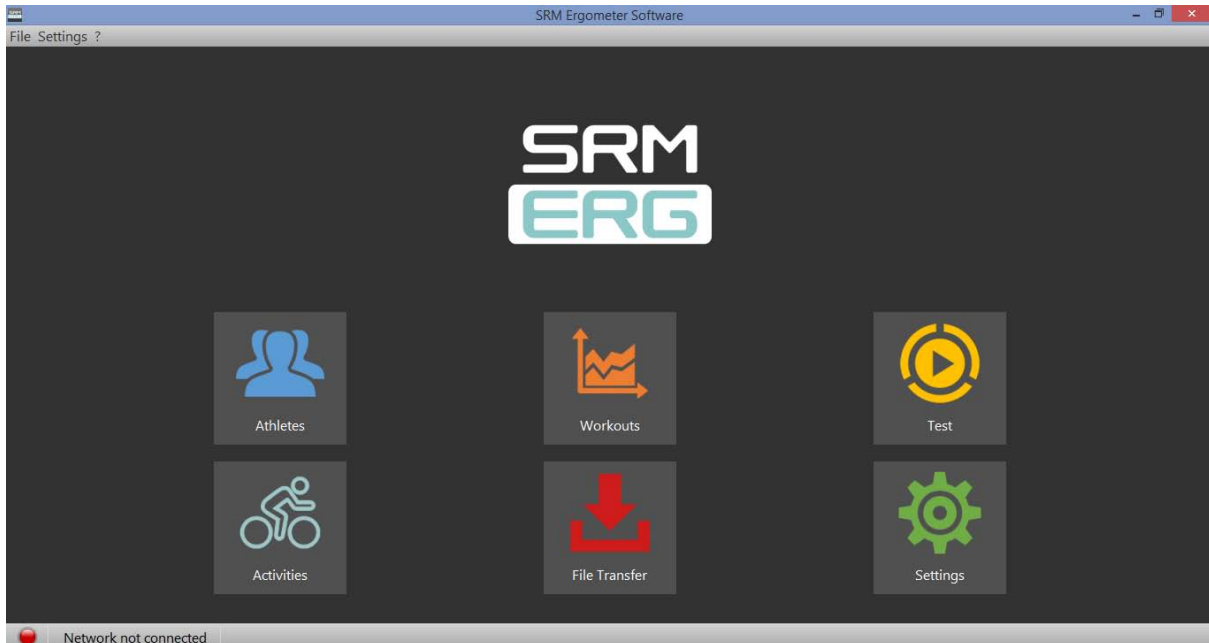 SRM Ergometer Software
File Settings ?
SRM
ERG
Athletes
Workouts
Test
Activities
File Transfer
Settings
Network not connected